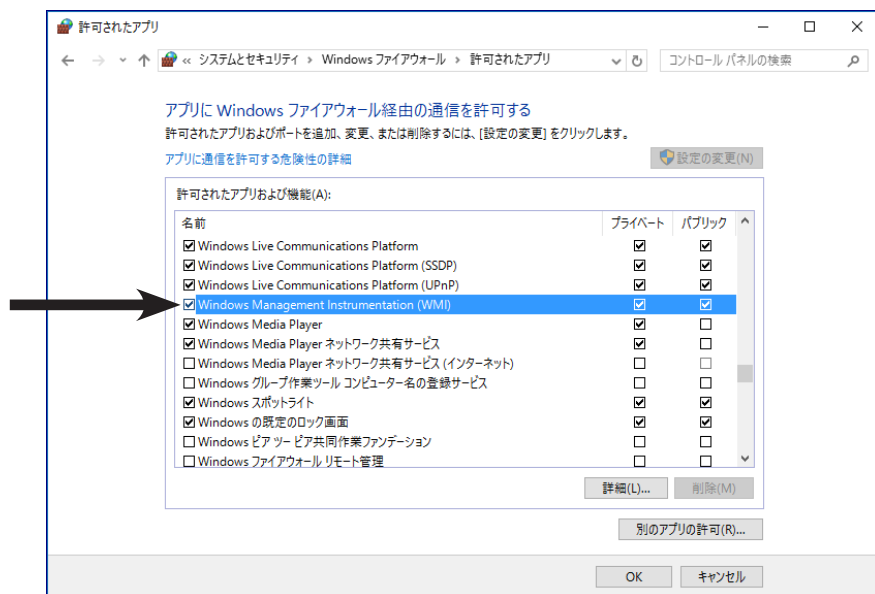 許可されたアプリ
« システムとセキュリティ › Windows ファイアウォール › 許可されたアプリ コントロール パネルの検索
アプリに Windows ファイアウォール経由の通信を許可する
許可されたアプリおよびポートを追加、変更、または削除するには、[設定の変更] をクリックします。
アプリに通信を許可する危険性の詳細 設定の変更(N)
許可されたアプリおよび機能(A):
名前 プライベート パブリック
Windows Live Communications Platform
Windows Live Communications Platform (SSDP)
Windows Live Communications Platform (UPnP)
Windows Management Instrumentation (WMI)
Windows Media Player
Windows Media Player ネットワーク共有サービス
Windows Media Player ネットワーク共有サービス (インターネット)
Windows グループ作業ツール コンピューター名の登録サービス
Windows スポットライト
Windows の既定のロック画面
Windows ピア ツー ピア共同作業ファンデーション
Windows ファイアウォール リモート管理
詳細(L)... 削除(M)
別のアプリの許可(R)...
OK キャンセル